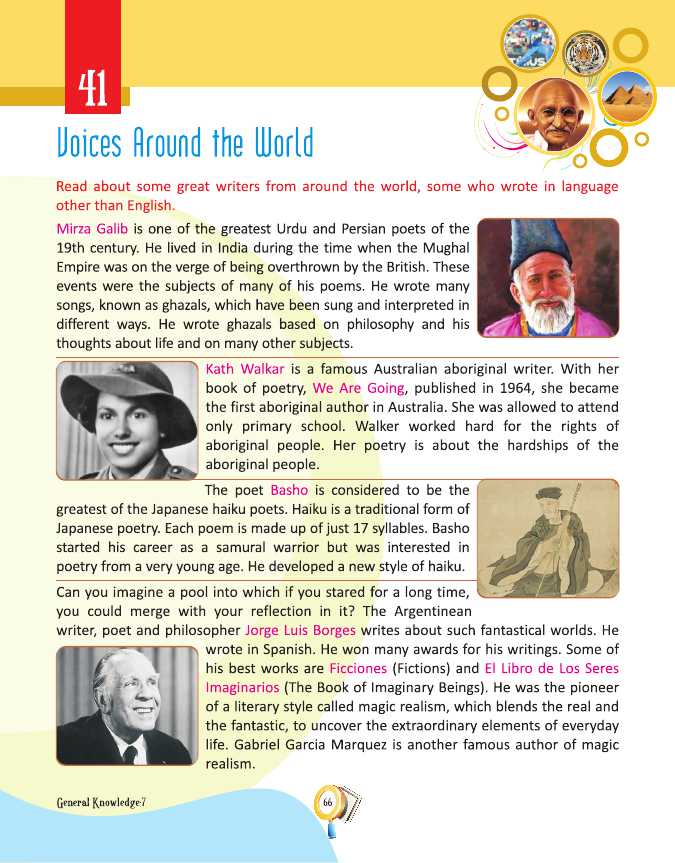 41
Voices Around the World
Read about some great writers from around the world, some who wrote in language
other than English.
Mirza Galib is one of the greatest Urdu and Persian poets of the
19th century. He lived in India during the time when the Mughal
Empire was on the verge of being overthrown by the British. These
events were the subjects of many of his poems. He wrote many
songs, known as ghazals, which have been sung and interpreted in
different ways. He wrote ghazals based on philosophy and his
thoughts about life and on many other subjects.
Kath Walkar is a famous Australian aboriginal writer. With her
book of poetry, We Are Going, published in 1964, she became
the first aboriginal author in Australia. She was allowed to attend
only primary school. Walker worked hard for the rights of
aboriginal people. Her poetry is about the hardships of the
aboriginal people.
The poet Basho is considered to be the
greatest of the Japanese haiku poets. Haiku is a traditional form of
Japanese poetry. Each poem is made up of just 17 syllables. Basho
started his career as a samural warrior but was interested in
poetry from a very young age. He developed a new style of haiku.
Can you imagine a pool into which if you stared for a long time,
you could merge with your reflection in it? The Argentinean
writer, poet and philosopher Jorge Luis Borges writes about such fantastical worlds. He
wrote in Spanish. He won many awards for his writings. Some of
his best works are Ficciones (Fictions) and El Libro de Los Seres
Imaginarios (The Book of Imaginary Beings). He was the pioneer
of a literary style called magic realism, which blends the real and
the fantastic, to uncover the extraordinary elements of everyday
life. Gabriel Garcia Marquez is another famous author of magic
realism.
General Knowledge-7
66